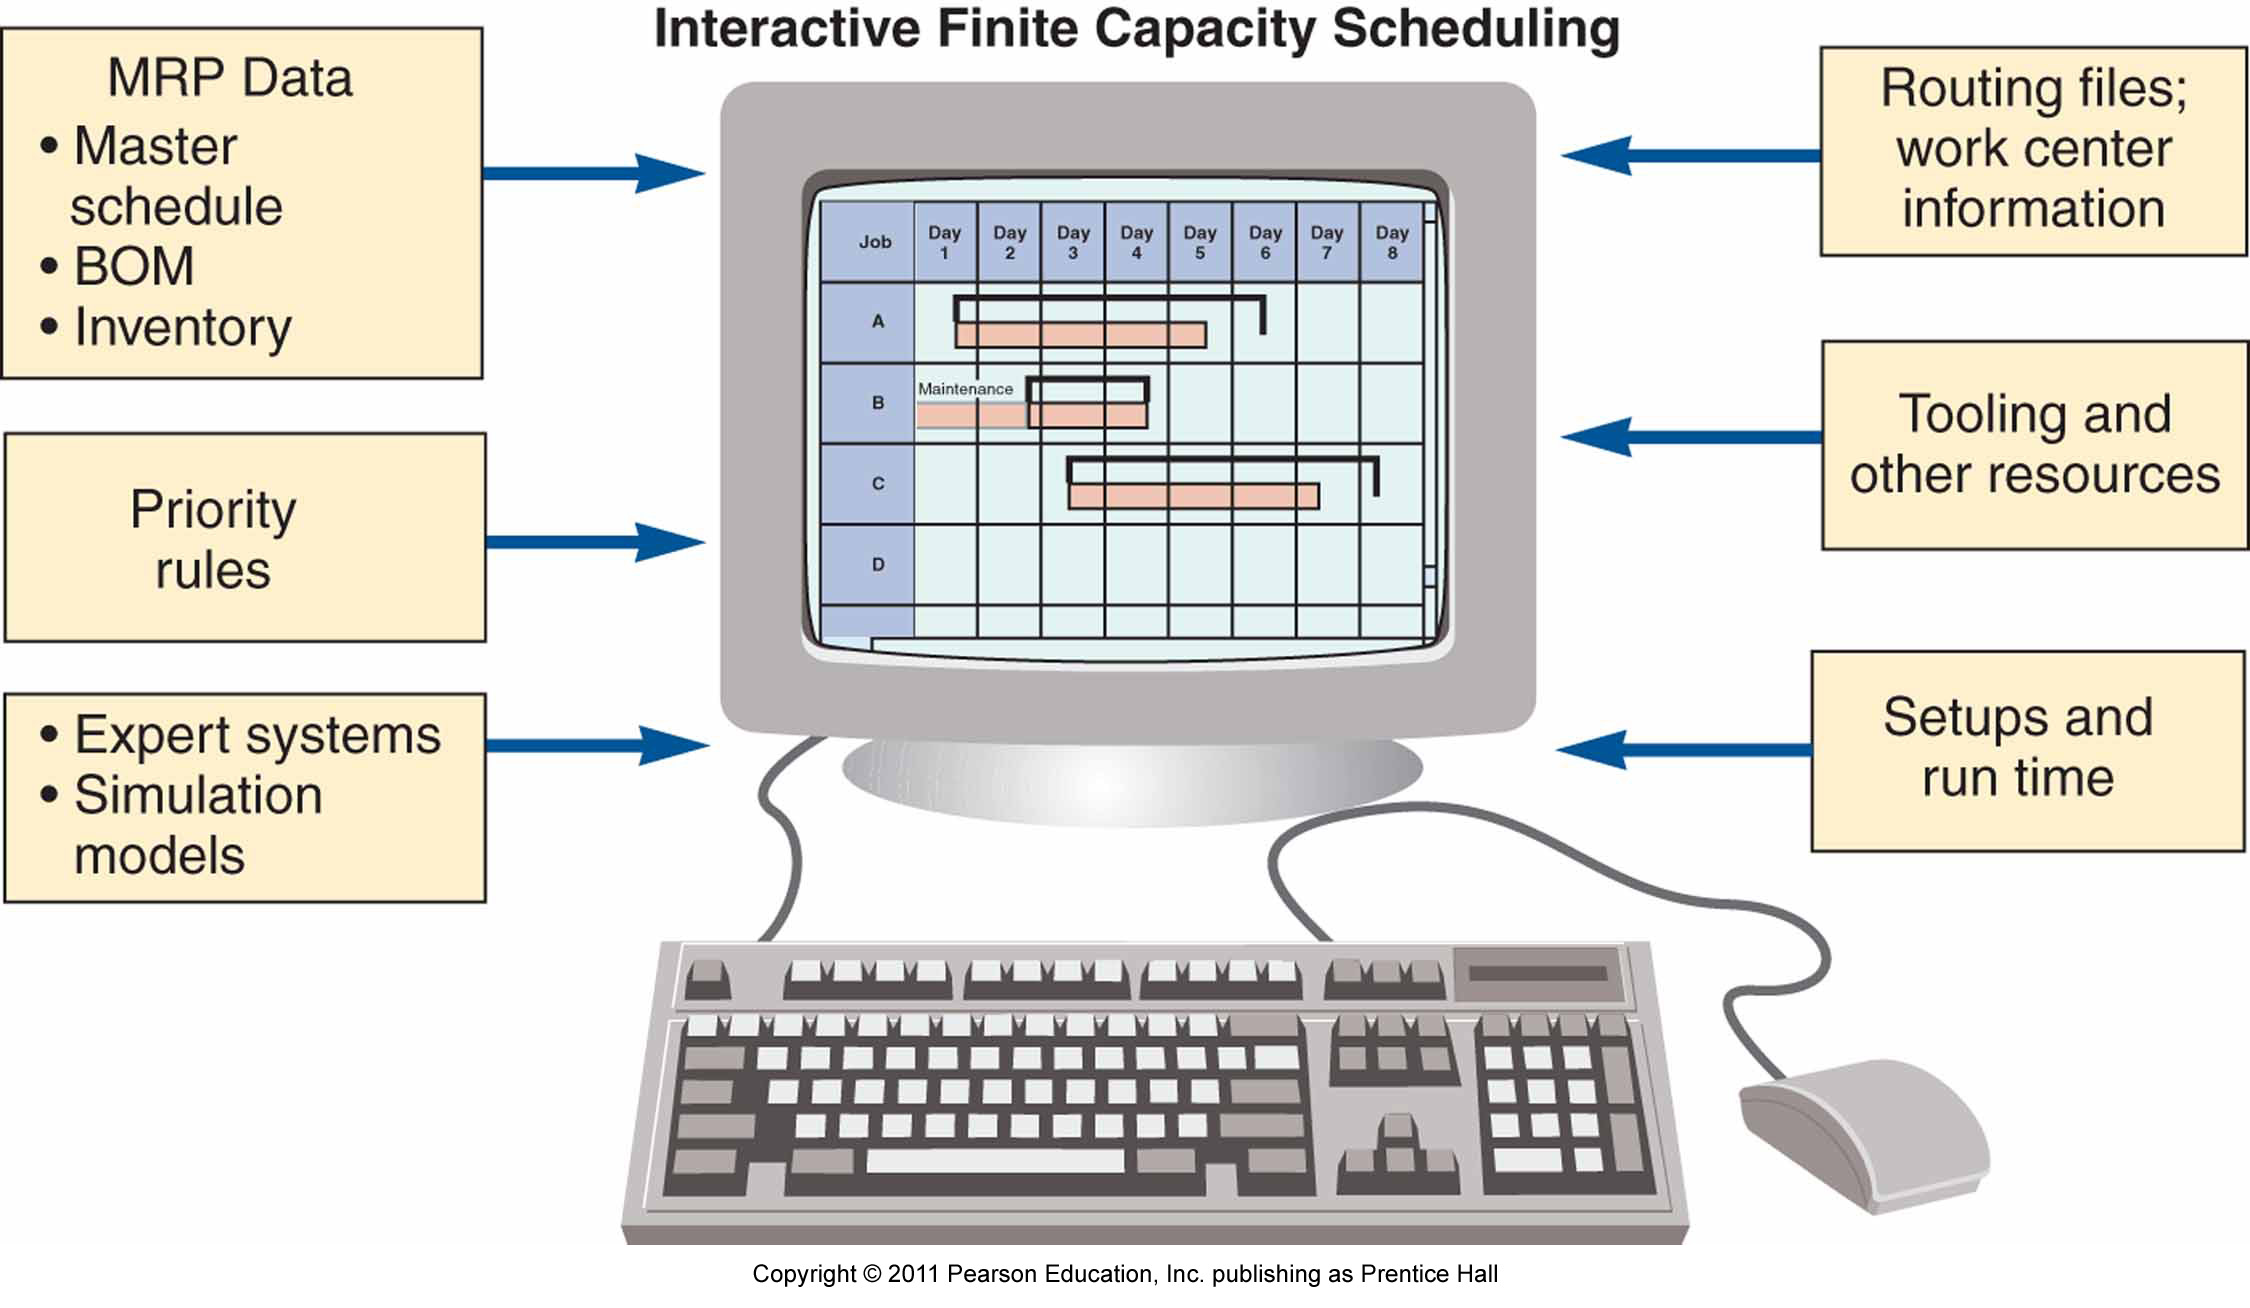 Interactive Finite Capacity Scheduling
MRP Data
• Master
schedule
• BOM
• Inventory
Priority
rules
• Expert systems
• Simulation
models
Job
Day
1
Day
2
Day
3
Day
4
Day
5
Day
6
Day
7
Day
8
A
Maintenance
B
C
D
Routing files;
work center
information
Tooling and
other resources
Setups and
run time
Copyright © 2011 Pearson Education, Inc. publishing as Prentice Hall